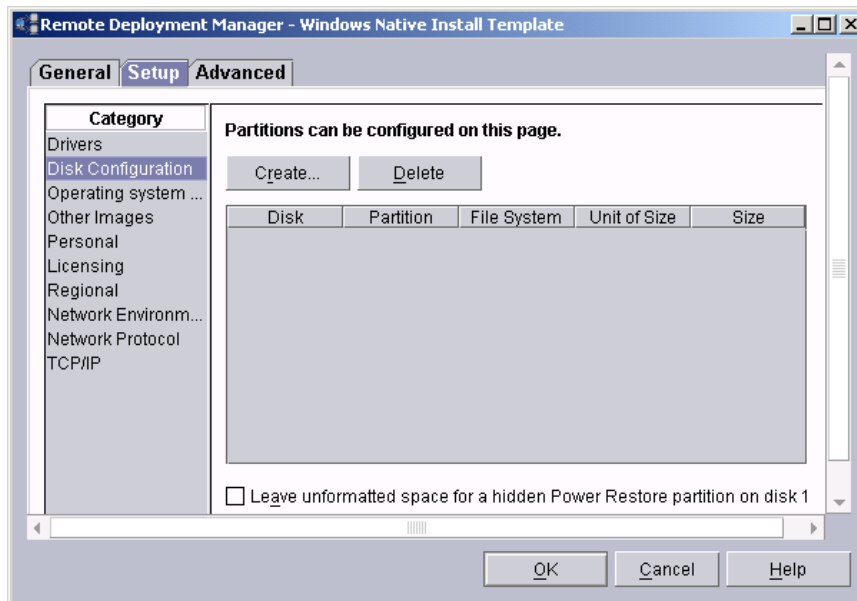 Remote Deployment Manager - Windows Native Install Template
General Setup Advanced
Category
Drivers
Disk Configuration
Operating system ...
Other Images
Personal
Licensing
Regional
Network Environm...
Network Protocol
TCP/IP
Partitions can be configured on this page.
Create... Delete
Disk Partition File System Unit of Size Size
Leave unformatted space for a hidden Power Restore partition on disk 1
OK Cancel Help